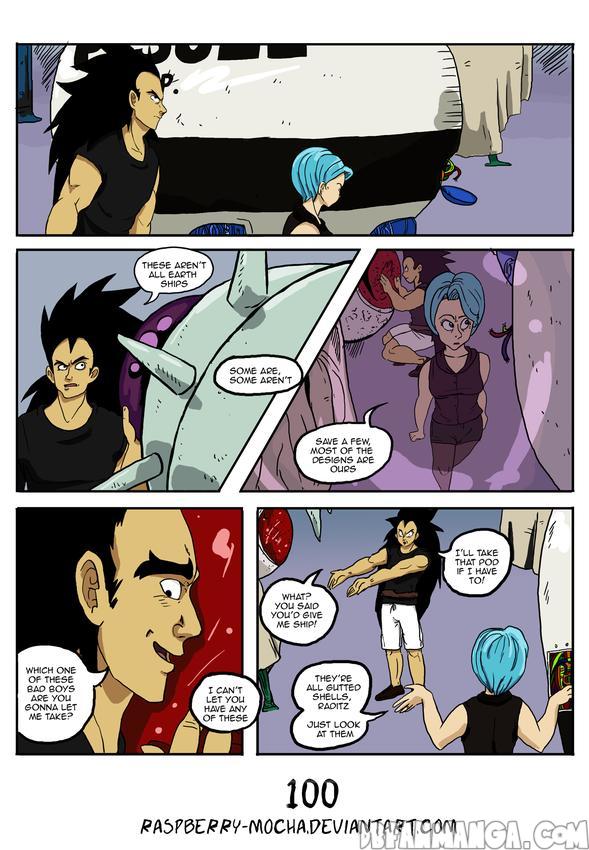 P.
THESE AREN'T
ALL EARTH
SHIPS
SOME ARE,
SOME AREN'T
SAVE A FEW,
MOST OF THE
DESIGNS ARE
OURS
WHICH ONE
OF THESE
BAD BOYS
ARE YOU
GONNA LET
ME TAKE?
I CAN'T
LET YOU
HAVE ANY
OF THESE
WHAT?
YOU SAID
YOU'D GIVE
ME SHIP!
THEY'RE
ALL GUTTED
SHELLS,
RADITZ
JUST LOOK
AT THEM
I'LL TAKE
THAT POD
IF I HAVE
TO!
100
RASPBERRY-MOCHA.DEVIANTART.COM
DBFANMANGA.COM